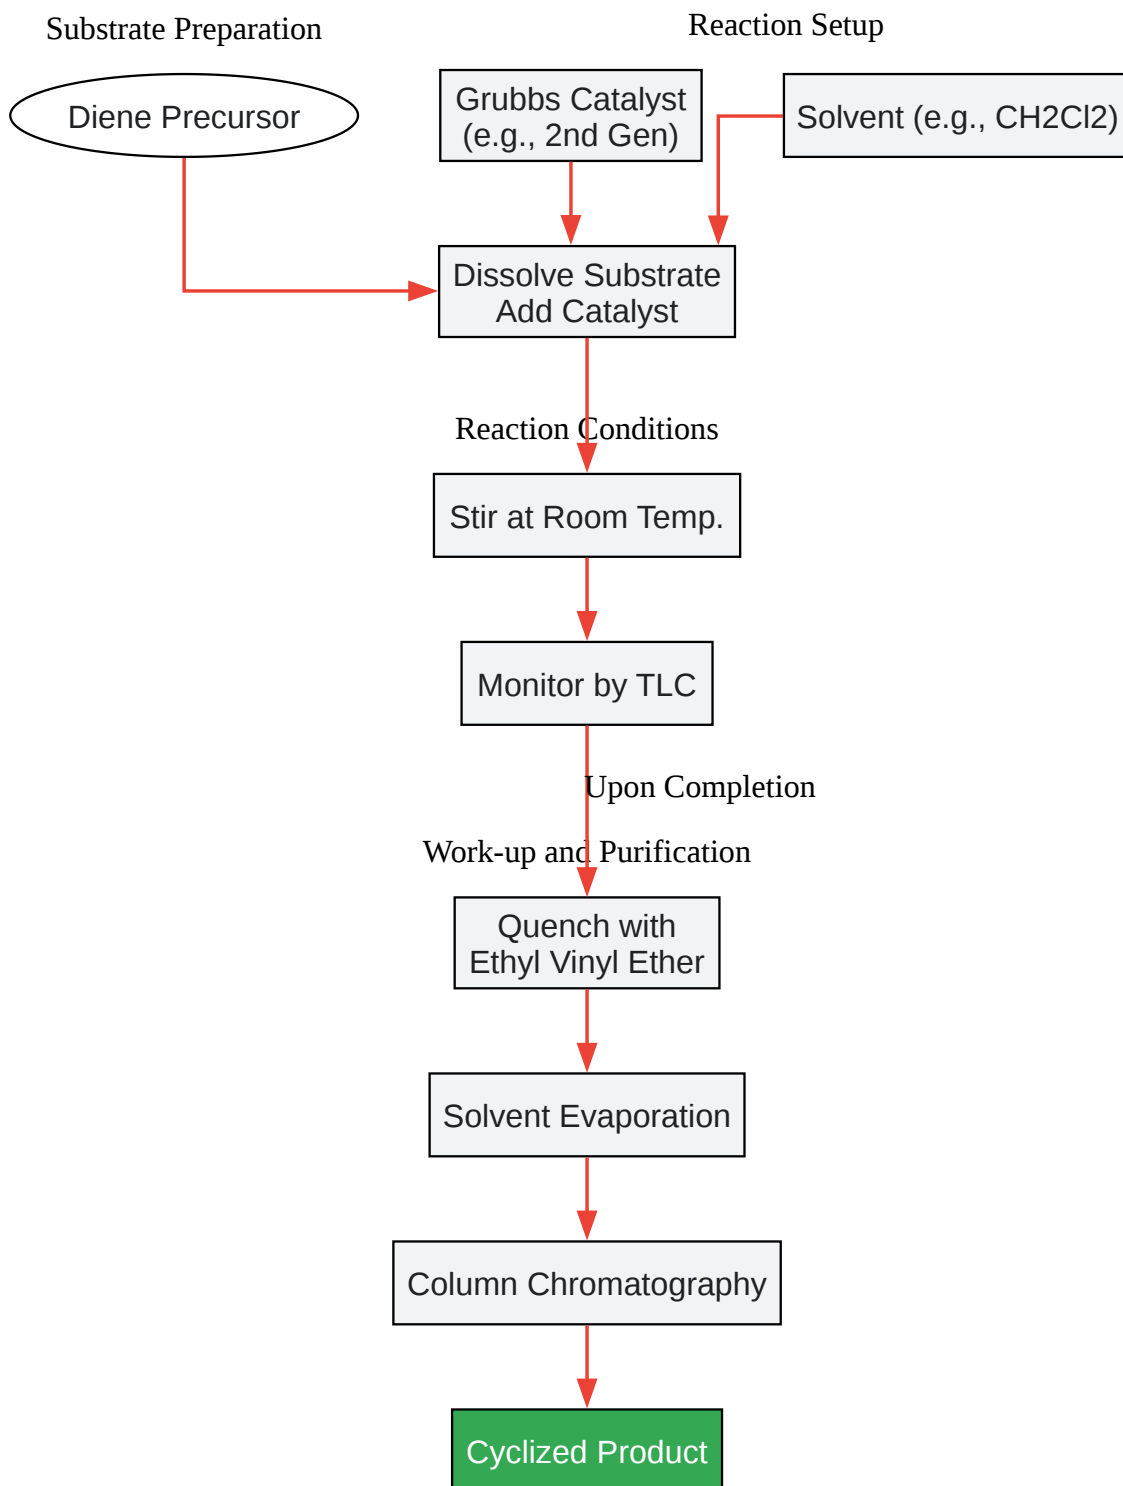 Substrate Preparation
Reaction Setup
Diene Precursor
Grubbs Catalyst
(e.g., 2nd Gen)
Solvent (e.g., CH2Cl2)
Dissolve Substrate
Add Catalyst
Reaction Conditions
Stir at Room Temp.
Monitor by TLC
Upon Completion
Work-up and Purification
Quench with
Ethyl Vinyl Ether
Solvent Evaporation
Column Chromatography
Cyclized Product